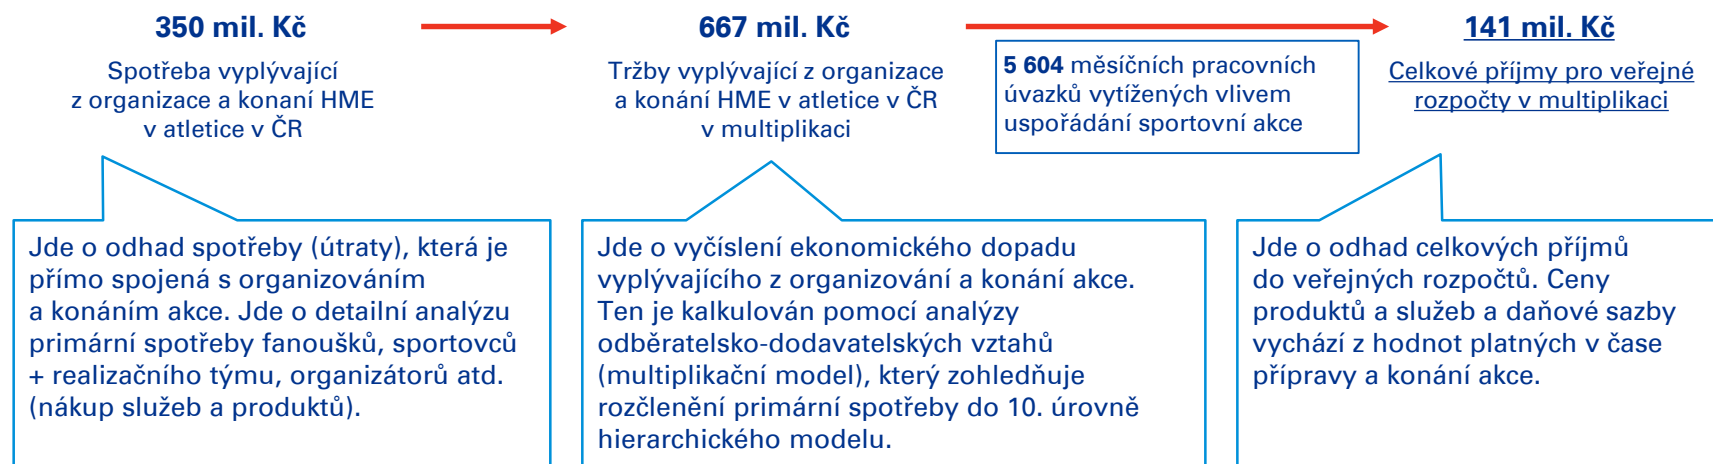 350 mil. Kč
Spotřeba vyplývající
z organizace a konaní HME
v atletice v ČR
667 mil. Kč
Tržby vyplývající z organizace
a konání HME v atletice v ČR
v multiplikaci
5 604 měsíčních pracovních
úvazků vytížených vlivem
uspořádání sportovní akce
141 mil. Kč
Celkové příjmy pro veřejné
rozpočty v multiplikaci
Jde o odhad spotřeby (útraty), která je
přímo spojená s organizováním
a konáním akce. Jde o detailní analýzu
primární spotřeby fanoušků, sportovců
+ realizačního týmu, organizátorů atd.
(nákup služeb a produktů).
Jde o vyčíslení ekonomického dopadu
vyplývajícího z organizování a konání akce.
Ten je kalkulován pomocí analýzy
odběratelsko-dodavatelských vztahů
(multiplikační model), který zohledňuje
rozčlenění primární spotřeby do 10. úrovně
hierarchického modelu.
Jde o odhad celkových příjmů
do veřejných rozpočtů. Ceny
produktů a služeb a daňové sazby
vychází z hodnot platných v čase
přípravy a konání akce.